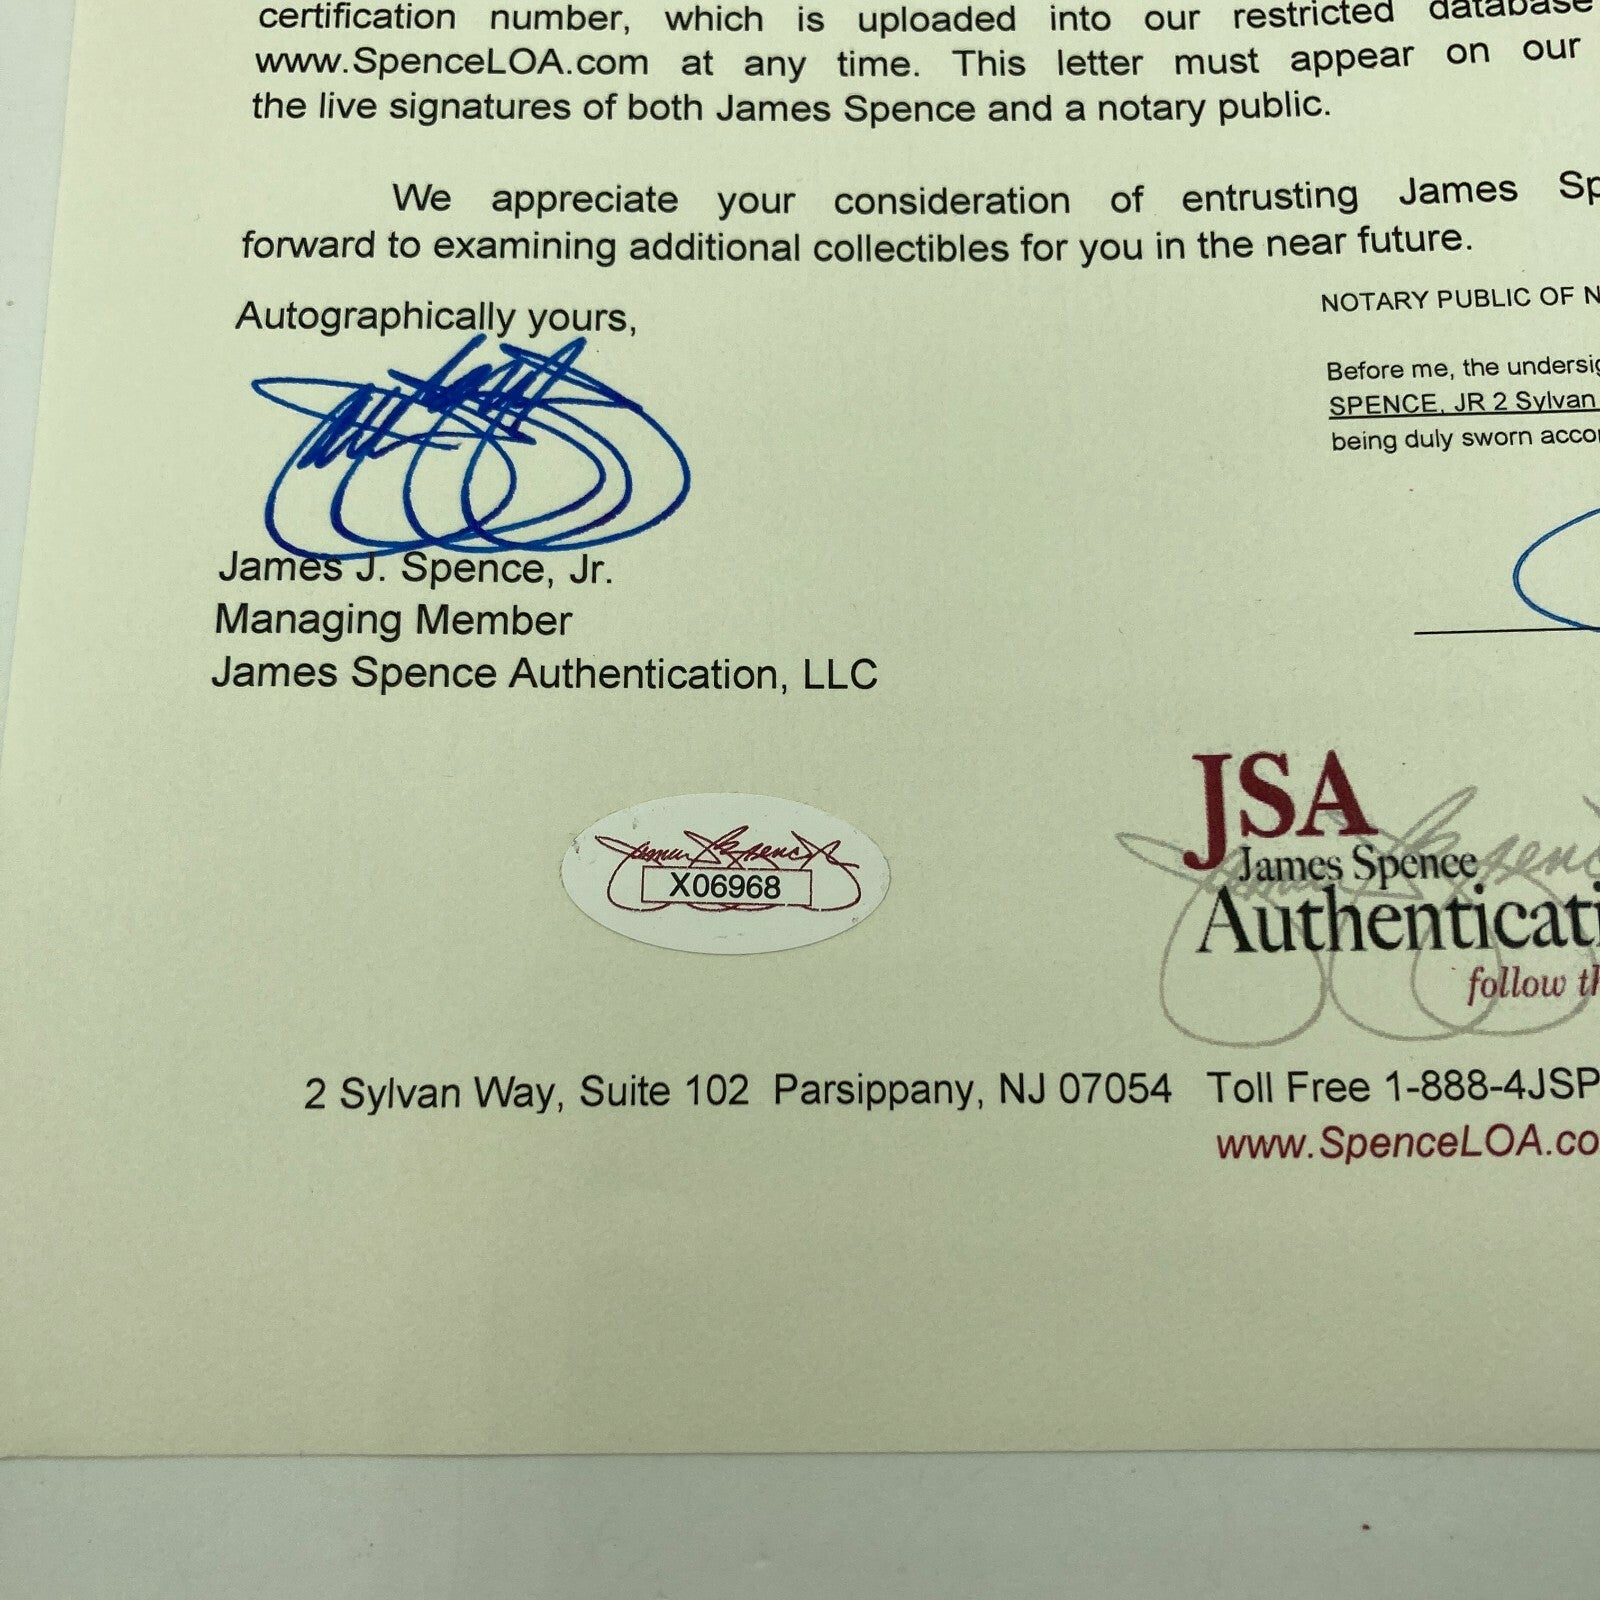 certification number, which is uploaded into our restricted database
www.SpenceLOA.com at any time. This letter must appear on our
the live signatures of both James Spence and a notary public.
We appreciate your consideration of entrusting James Sp
forward to examining additional collectibles for you in the near future.
Autographically yours,
NOTARY PUBLIC OF N
Before me, the undersig
SPENCE, JR 2 Sylvan
being duly sworn acco
James J. Spence, Jr.
Managing Member
James Spence Authentication, LLC
X06968
JSA
James Spence
Authenticati
follow th
2 Sylvan Way, Suite 102 Parsippany, NJ 07054 Toll Free 1-888-4JSP
www.SpenceLOA.co